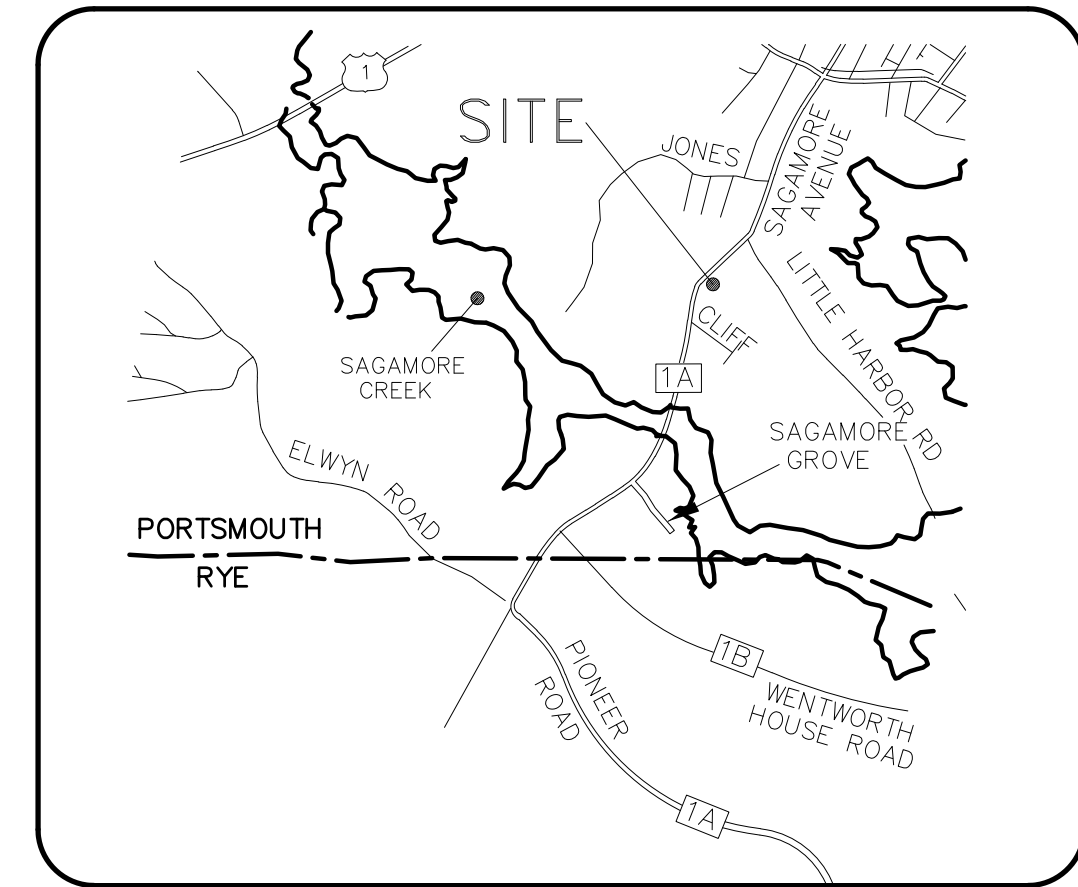 1
SITE
JONES
SAGAMORE
AVENUE
LITTLE HARBOR RD
CLIFF
SAGAMORE
CREEK
1A
SAGAMORE
GROVE
ELWYN ROAD
PORTSMOUTH
RYE
PIONEER
ROAD
1B
WENTWORTH
HOUSE ROAD
1A